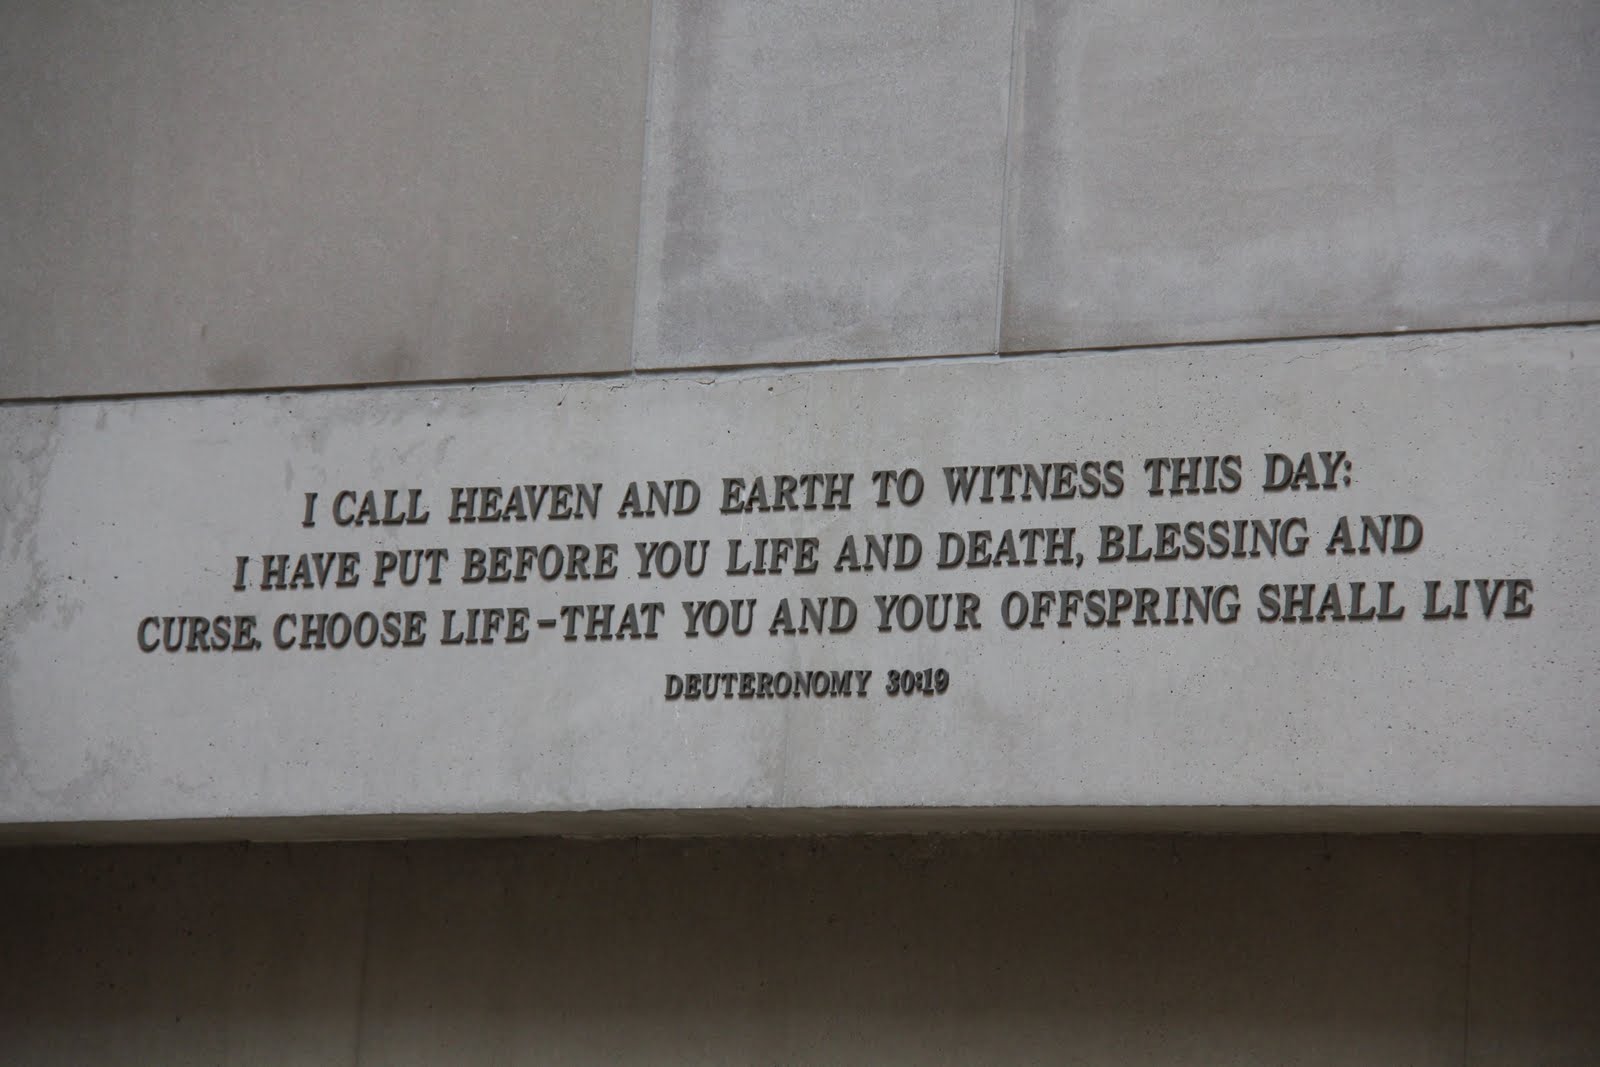 I CALL HEAVEN AND EARTH TO WITNESS THIS DAY:
I HAVE PUT BEFORE YOU LIFE AND DEATH, BLESSING AND
CURSE. CHOOSE LIFE-THAT YOU AND YOUR OFFSPRING SHALL LIVE
DEUTERONOMY 30:19